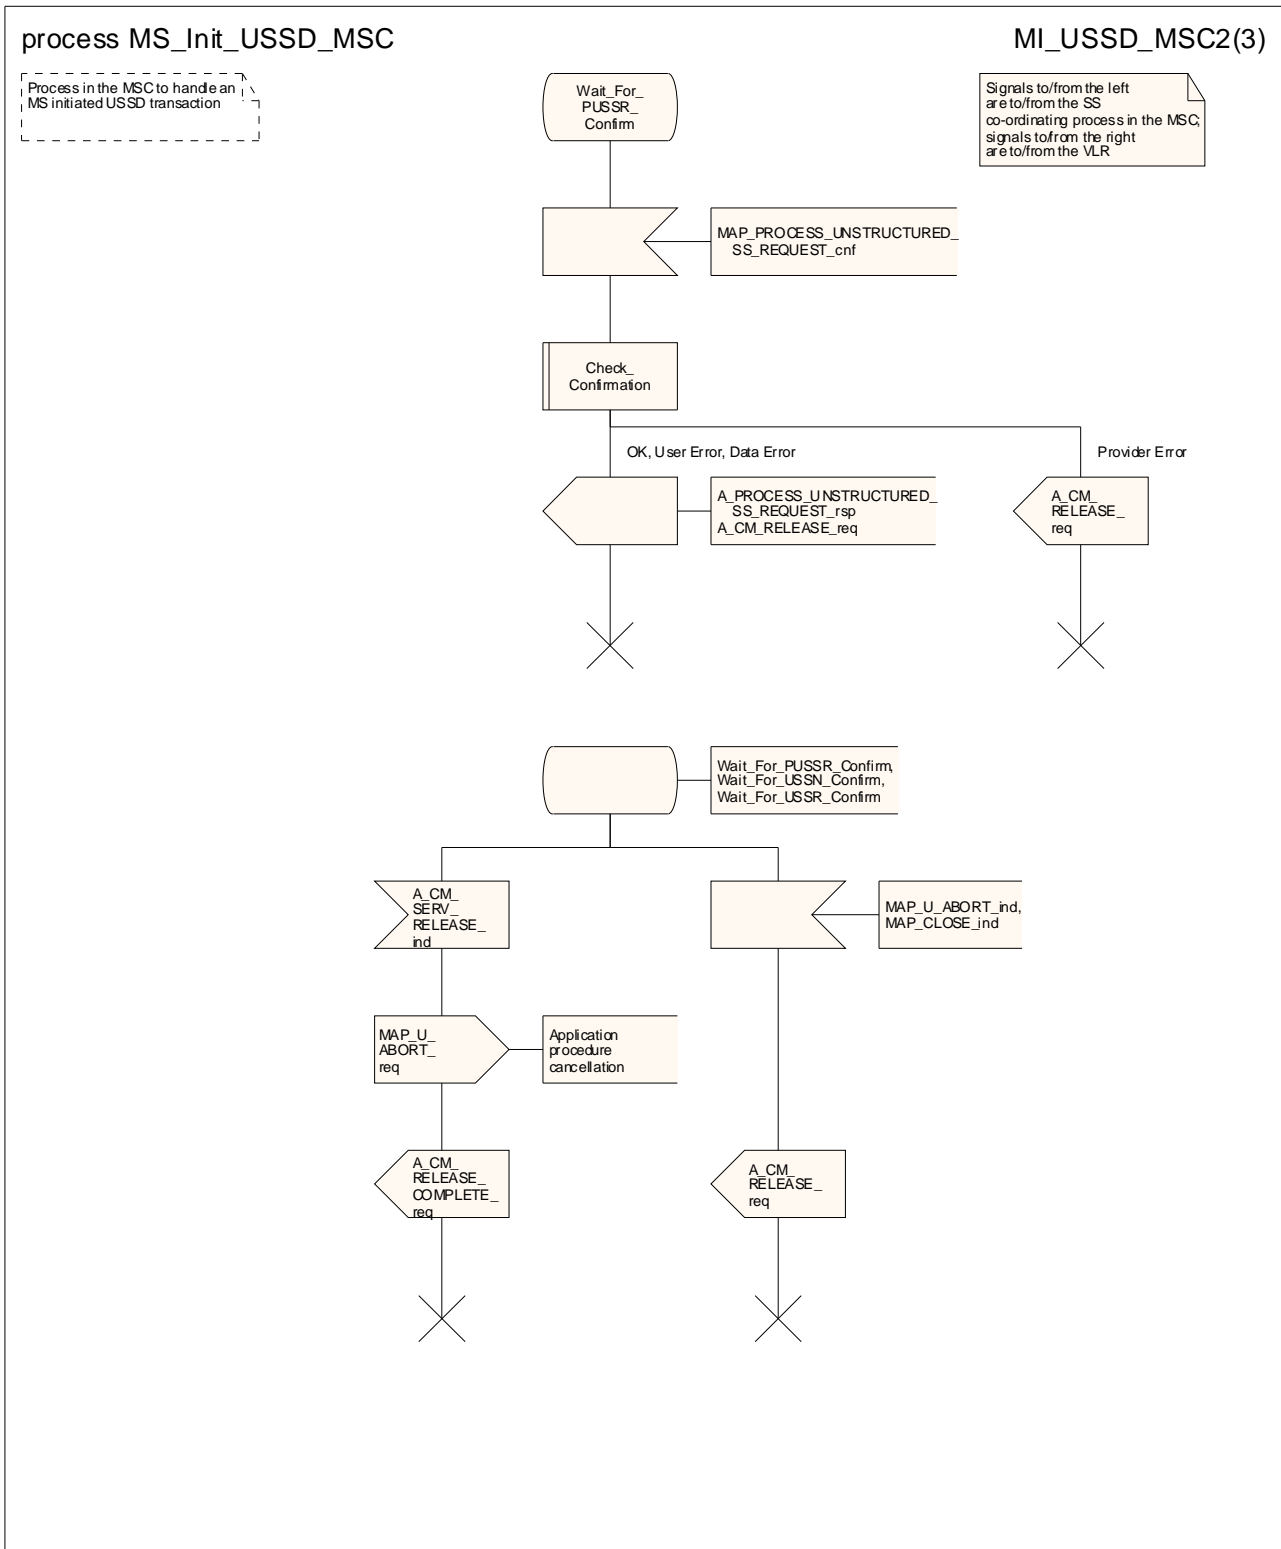 process MS_Init_USSD_MSC
MI_USSD_MSC2(3)
Process in the MSC to handle an
MS initiated USSD transaction
Wait_For_
PUSSR_
Confirm
Signals to/from the left
are to/from the SS
co-ordinating process in the MSC;
signals to/from the right
are to/from the VLR
MAP_PROCESS_UNSTRUCTURED_
SS_REQUEST_cnf
Check_
Confirmation
OK, User Error, Data Error
Provider Error
A_PROCESS_UNSTRUCTURED_
SS_REQUEST_rsp
A_CM_RELEASE_req
A_CM_
RELEASE_
req
Wait_For_PUSSR_Confirm,
Wait_For_USSN_Confirm,
Wait_For_USSR_Confirm
A_CM_
SERV_
RELEASE_
ind
MAP_U_ABORT_ind,
MAP_CLOSE_ind
MAP_U_
ABORT_
req
Application
procedure
cancellation
A_CM_
RELEASE_
COMPLETE_
req
A_CM_
RELEASE_
req